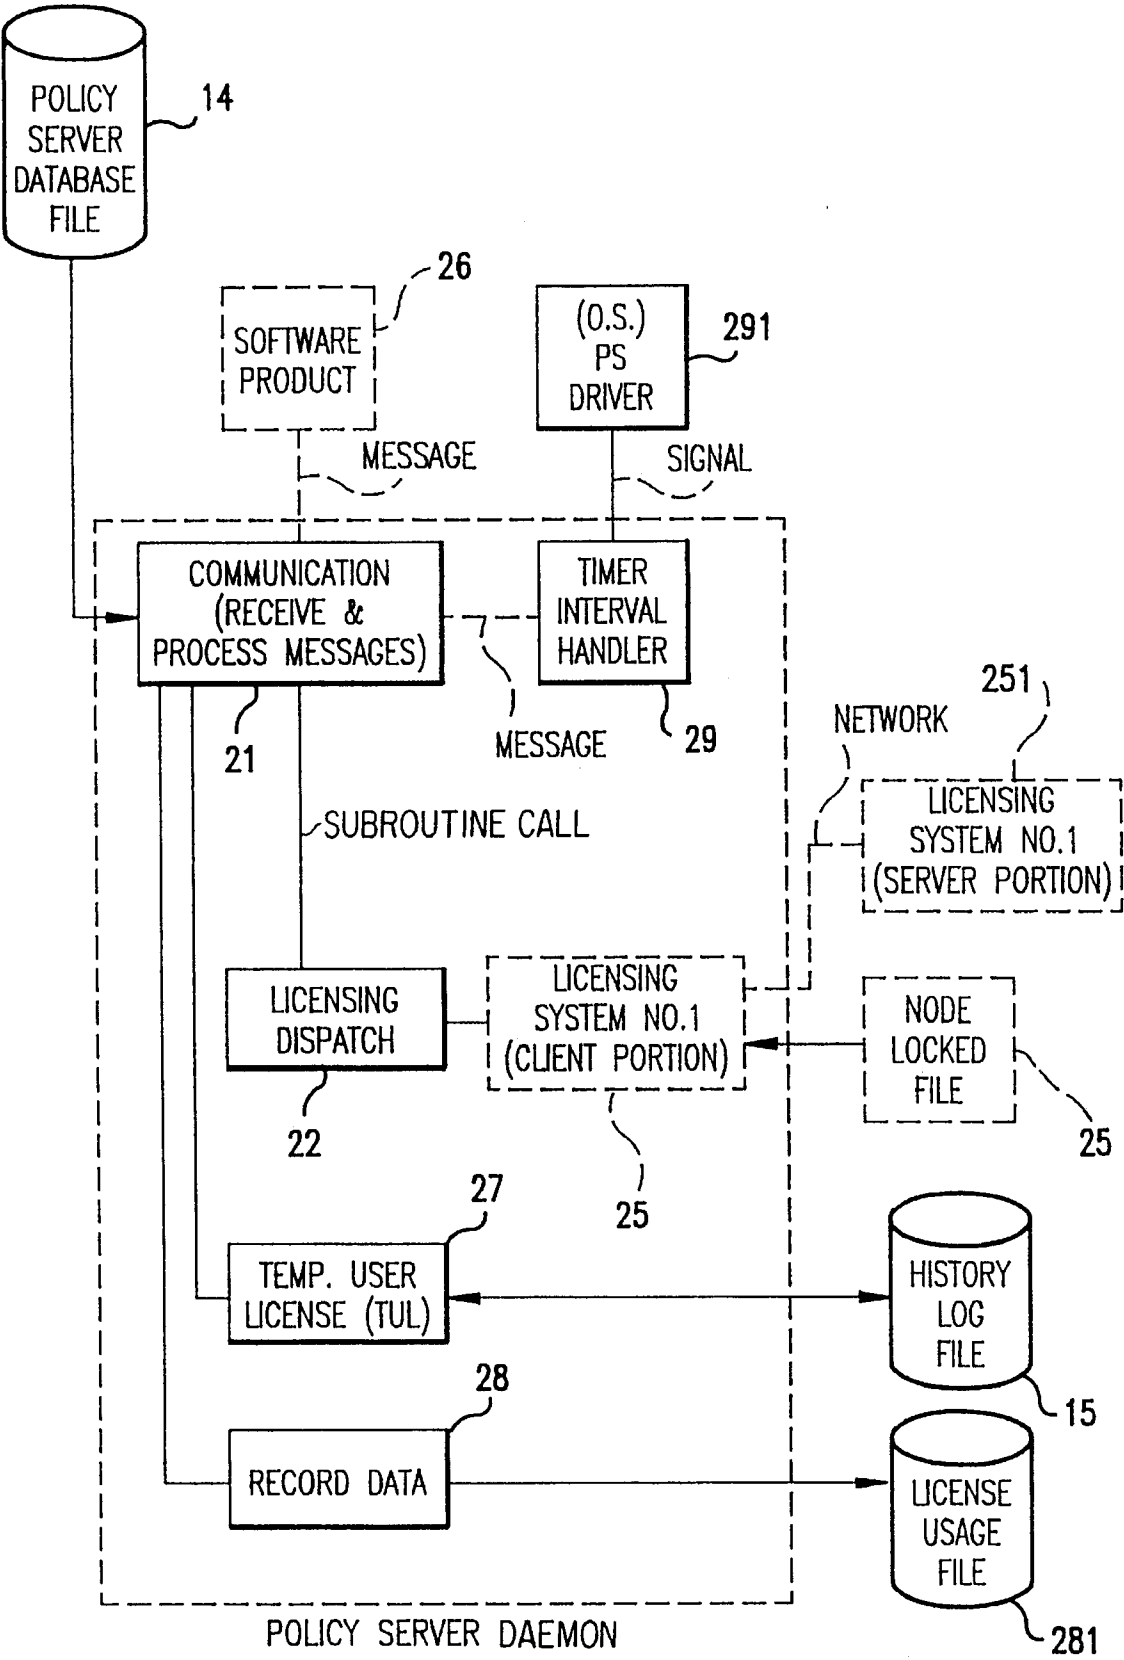 POLICY
SERVER
DATABASE
FILE
14
SOFTWARE
PRODUCT
26
(O.S.)
PS
DRIVER
291
MESSAGE
SIGNAL
COMMUNICATION
(RECEIVE &
PROCESS MESSAGES)
21
TIMER
INTERVAL
HANDLER
29
MESSAGE
251
NETWORK
LICENSING
SYSTEM NO.1
(SERVER PORTION)
SUBROUTINE CALL
LICENSING
DISPATCH
22
LICENSING
SYSTEM NO.1
(CLIENT PORTION)
25
NODE
LOCKED
FILE
25
27
TEMP. USER
LICENSE (TUL)
HISTORY
LOG
FILE
15
28
RECORD DATA
LICENSE
USAGE
FILE
281
POLICY SERVER DAEMON